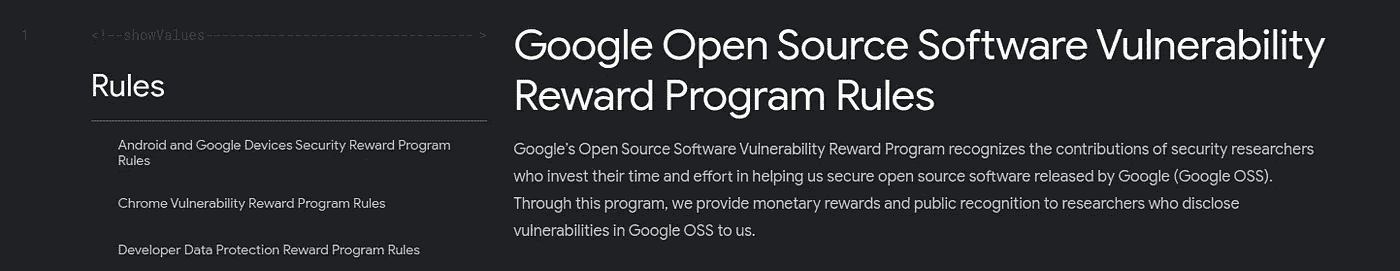 1
<!--showValues-------------------------------- >
Rules
Android and Google Devices Security Reward Program
Rules
Chrome Vulnerability Reward Program Rules
Developer Data Protection Reward Program Rules
Google Open Source Software Vulnerability
Reward Program Rules
Google's Open Source Software Vulnerability Reward Program recognizes the contributions of security researchers
who invest their time and effort in helping us secure open source software released by Google (Google OSS).
Through this program, we provide monetary rewards and public recognition to researchers who disclose
vulnerabilities in Google OSS to us.